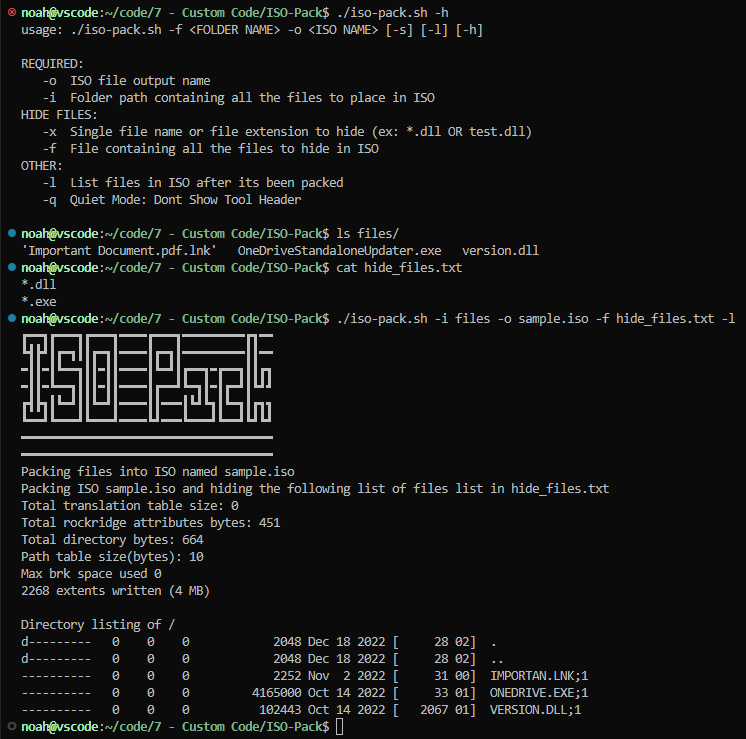 noah@vscode:~/code/7 - Custom Code/ISO-Pack$ ./iso-pack.sh -h
usage: ./iso-pack.sh -f <FOLDER NAME> -o <ISO NAME> [-s] [-l] [-h]
REQUIRED:
-o ISO file output name
-i Folder path containing all the files to place in ISO
HIDE FILES:
-x Single file name or file extension to hide (ex: *.dll OR test.dll)
-f File containing all the files to hide in ISO
OTHER:
-l List files in ISO after its been packed
-q Quiet Mode: Dont Show Tool Header
noah@vscode:~/code/7 - Custom Code/ISO-Pack$ ls files/
'Important Document.pdf.lnk' OneDriveStandaloneUpdater.exe version.dll
noah@vscode:~/code/7 - Custom Code/ISO-Pack$ cat hide_files.txt
*.dll
*.exe
noah@vscode:~/code/7 - Custom Code/ISO-Pack$ ./iso-pack.sh -i files -o sample.iso -f hide_files.txt -l
ISOPack
Packing files into ISO named sample.iso
Packing ISO sample.iso and hiding the following list of files list in hide_files.txt
Total translation table size: 0
Total rockridge attributes bytes: 451
Total directory bytes: 664
Path table size(bytes): 10
Max brk space used 0
2268 extents written (4 MB)
Directory listing of /
d--------- 0 0 0 2048 Dec 18 2022 [ 28 02] .
d--------- 0 0 0 2048 Dec 18 2022 [ 28 02] ..
---------- 0 0 0 2252 Nov 2 2022 [ 31 00] IMPORTAN.LNK;1
---------- 0 0 0 4165000 Oct 14 2022 [ 33 01] ONEDRIVE.EXE;1
---------- 0 0 0 102443 Oct 14 2022 [ 2067 01] VERSION.DLL;1
noah@vscode:~/code/7 - Custom Code/ISO-Pack$